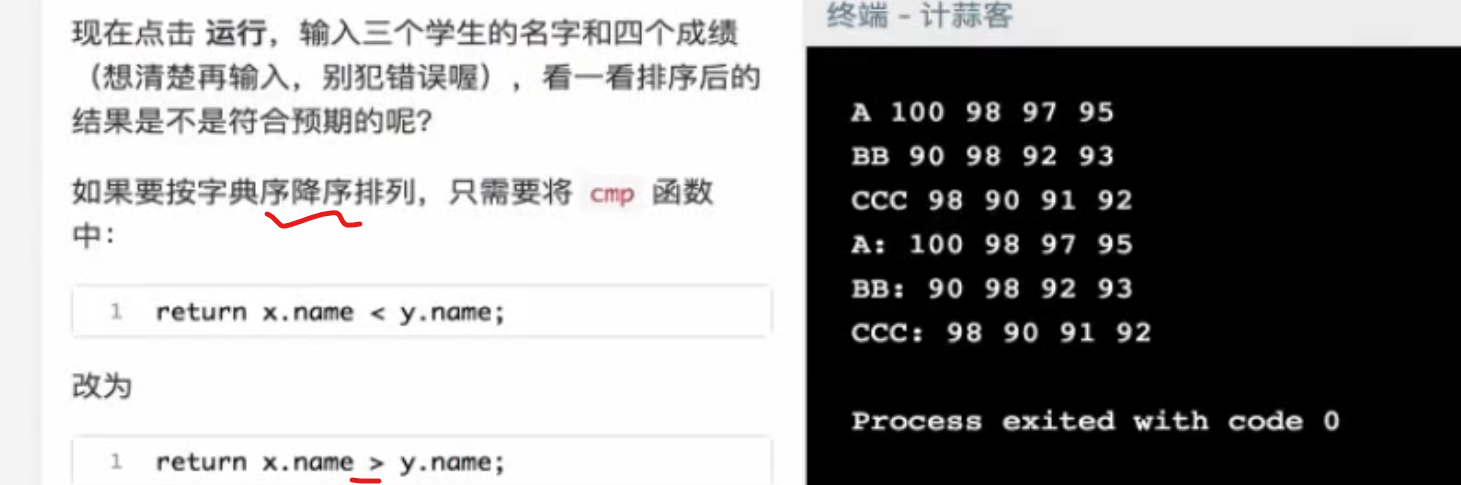 现在点击 运行，输入三个学生的名字和四个成绩
（想清楚再输入，别犯错误喔），看一看排序后的
结果是不是符合预期的呢？
如果要按字典序降序排列，只需要将 cmp 函数
中：
1 return x.name < y.name;
改为
1 return x.name > y.name;
终端 - 计蒜客
A 100 98 97 95
BB 90 98 92 93
CCC 98 90 91 92
A: 100 98 97 95
BB: 90 98 92 93
CCC: 98 90 91 92
Process exited with code 0